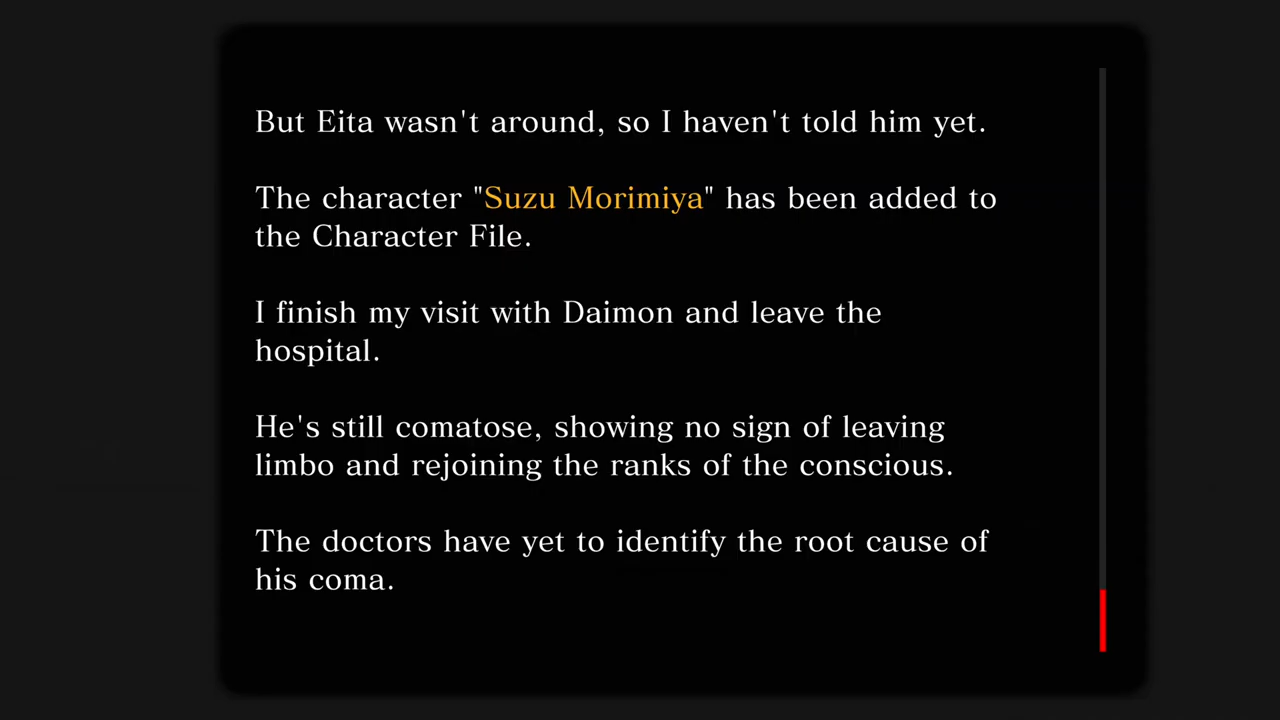 But Eita wasn't around, so I haven't told him yet.
The character "Suzu Morimiya" has been added to
the Character File.
I finish my visit with Daimon and leave the
hospital.
He's still comatose, showing no sign of leaving
limbo and rejoining the ranks of the conscious.
The doctors have yet to identify the root cause of
his coma.